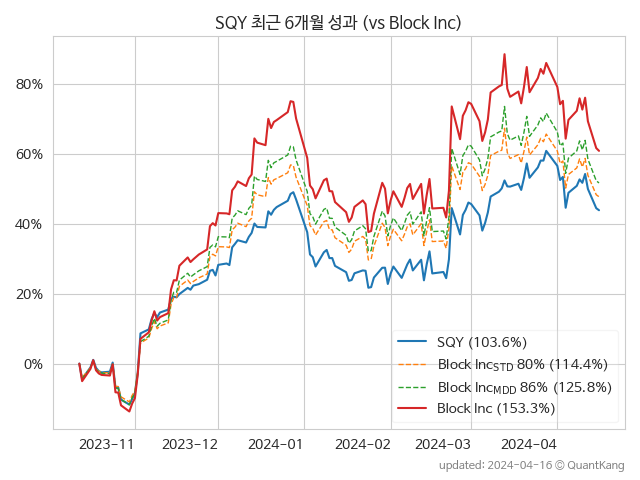 SQY 최근 6개월 성과 (vs Block Inc)
80%
60%
40%
20%
0%
SQY (103.6%)
Block IncSTD 80% (114.4%)
Block IncMDD 86% (125.8%)
Block Inc (153.3%)
2023-11 2023-12 2024-01 2024-02 2024-03 2024-04
updated: 2024-04-16 © QuantKang